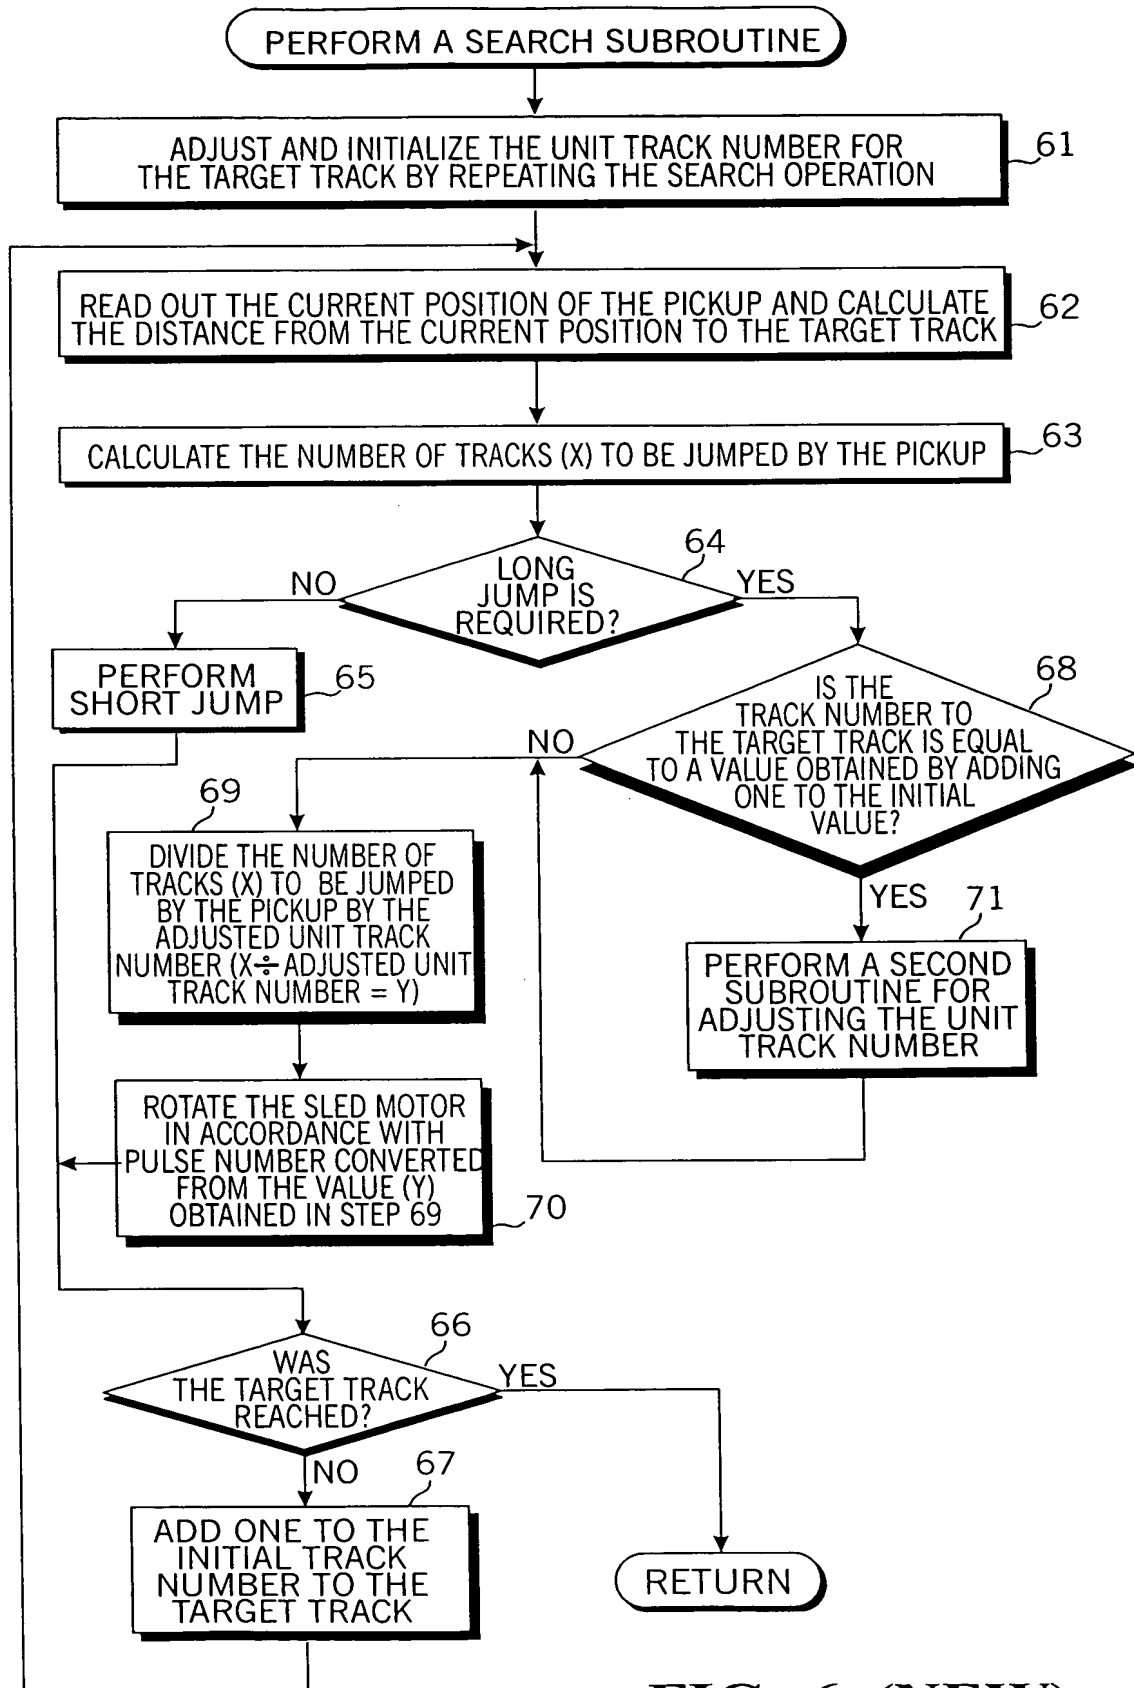 PERFORM A SEARCH SUBROUTINE
ADJUST AND INITIALIZE THE UNIT TRACK NUMBER FOR
THE TARGET TRACK BY REPEATING THE SEARCH OPERATION
61
READ OUT THE CURRENT POSITION OF THE PICKUP AND CALCULATE
THE DISTANCE FROM THE CURRENT POSITION TO THE TARGET TRACK
62
CALCULATE THE NUMBER OF TRACKS (X) TO BE JUMPED BY THE PICKUP
63
64
LONG
JUMP IS
REQUIRED?
NO
YES
PERFORM
SHORT JUMP
65
68
IS THE
TRACK NUMBER TO
THE TARGET TRACK IS EQUAL
TO A VALUE OBTAINED BY ADDING
ONE TO THE INITIAL
VALUE?
NO
YES
69
DIVIDE THE NUMBER OF
TRACKS (X) TO BE JUMPED
BY THE PICKUP BY THE
ADJUSTED UNIT TRACK
NUMBER (X÷ADJUSTED UNIT
TRACK NUMBER = Y)
71
PERFORM A SECOND
SUBROUTINE FOR
ADJUSTING THE UNIT
TRACK NUMBER
ROTATE THE SLED MOTOR
IN ACCORDANCE WITH
PULSE NUMBER CONVERTED
FROM THE VALUE (Y)
OBTAINED IN STEP 69
70
66
WAS
THE TARGET TRACK
REACHED?
YES
NO
67
ADD ONE TO THE
INITIAL TRACK
NUMBER TO THE
TARGET TRACK
RETURN
FIG. 6 (NEW)